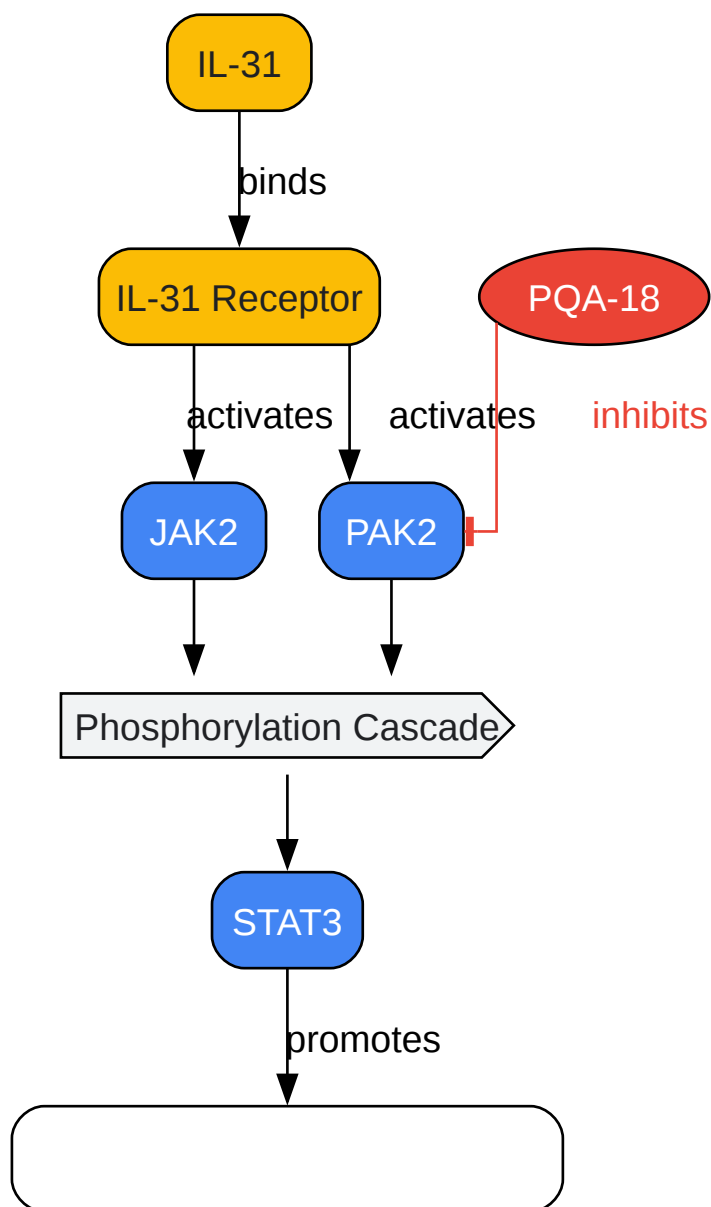 IL-31
binds
IL-31 Receptor
PQA-18
activates
activates
inhibits
JAK2
PAK2
Phosphorylation Cascade
STAT3
promotes